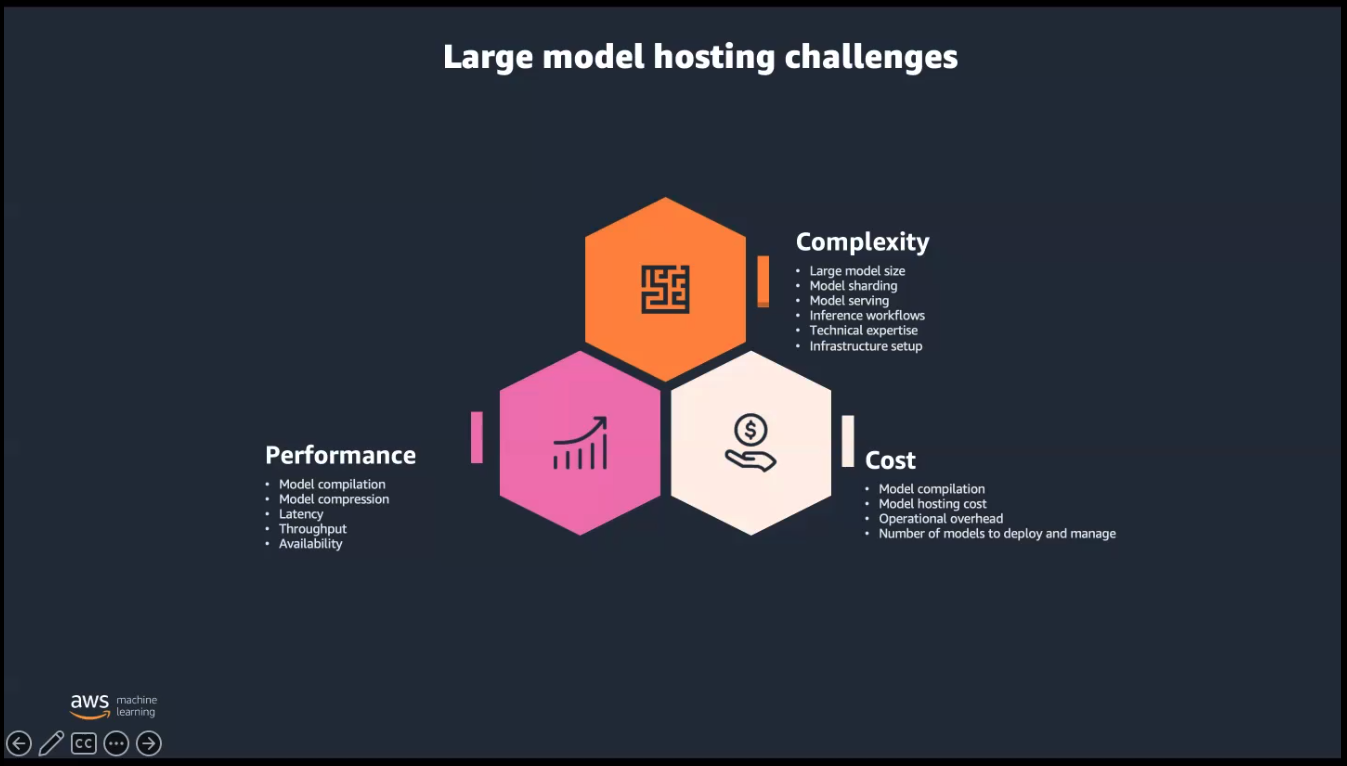 Large model hosting challenges
Complexity
• Large model size
• Model sharding
• Model serving
• Inference workflows
• Technical expertise
• Infrastructure setup
$
Performance
• Model compilation
• Model compression
• Latency
• Throughput
• Availability
Cost
• Model compilation
• Model hosting cost
• Operational overhead
• Number of models to deploy and manage
aws machine
learning
CC